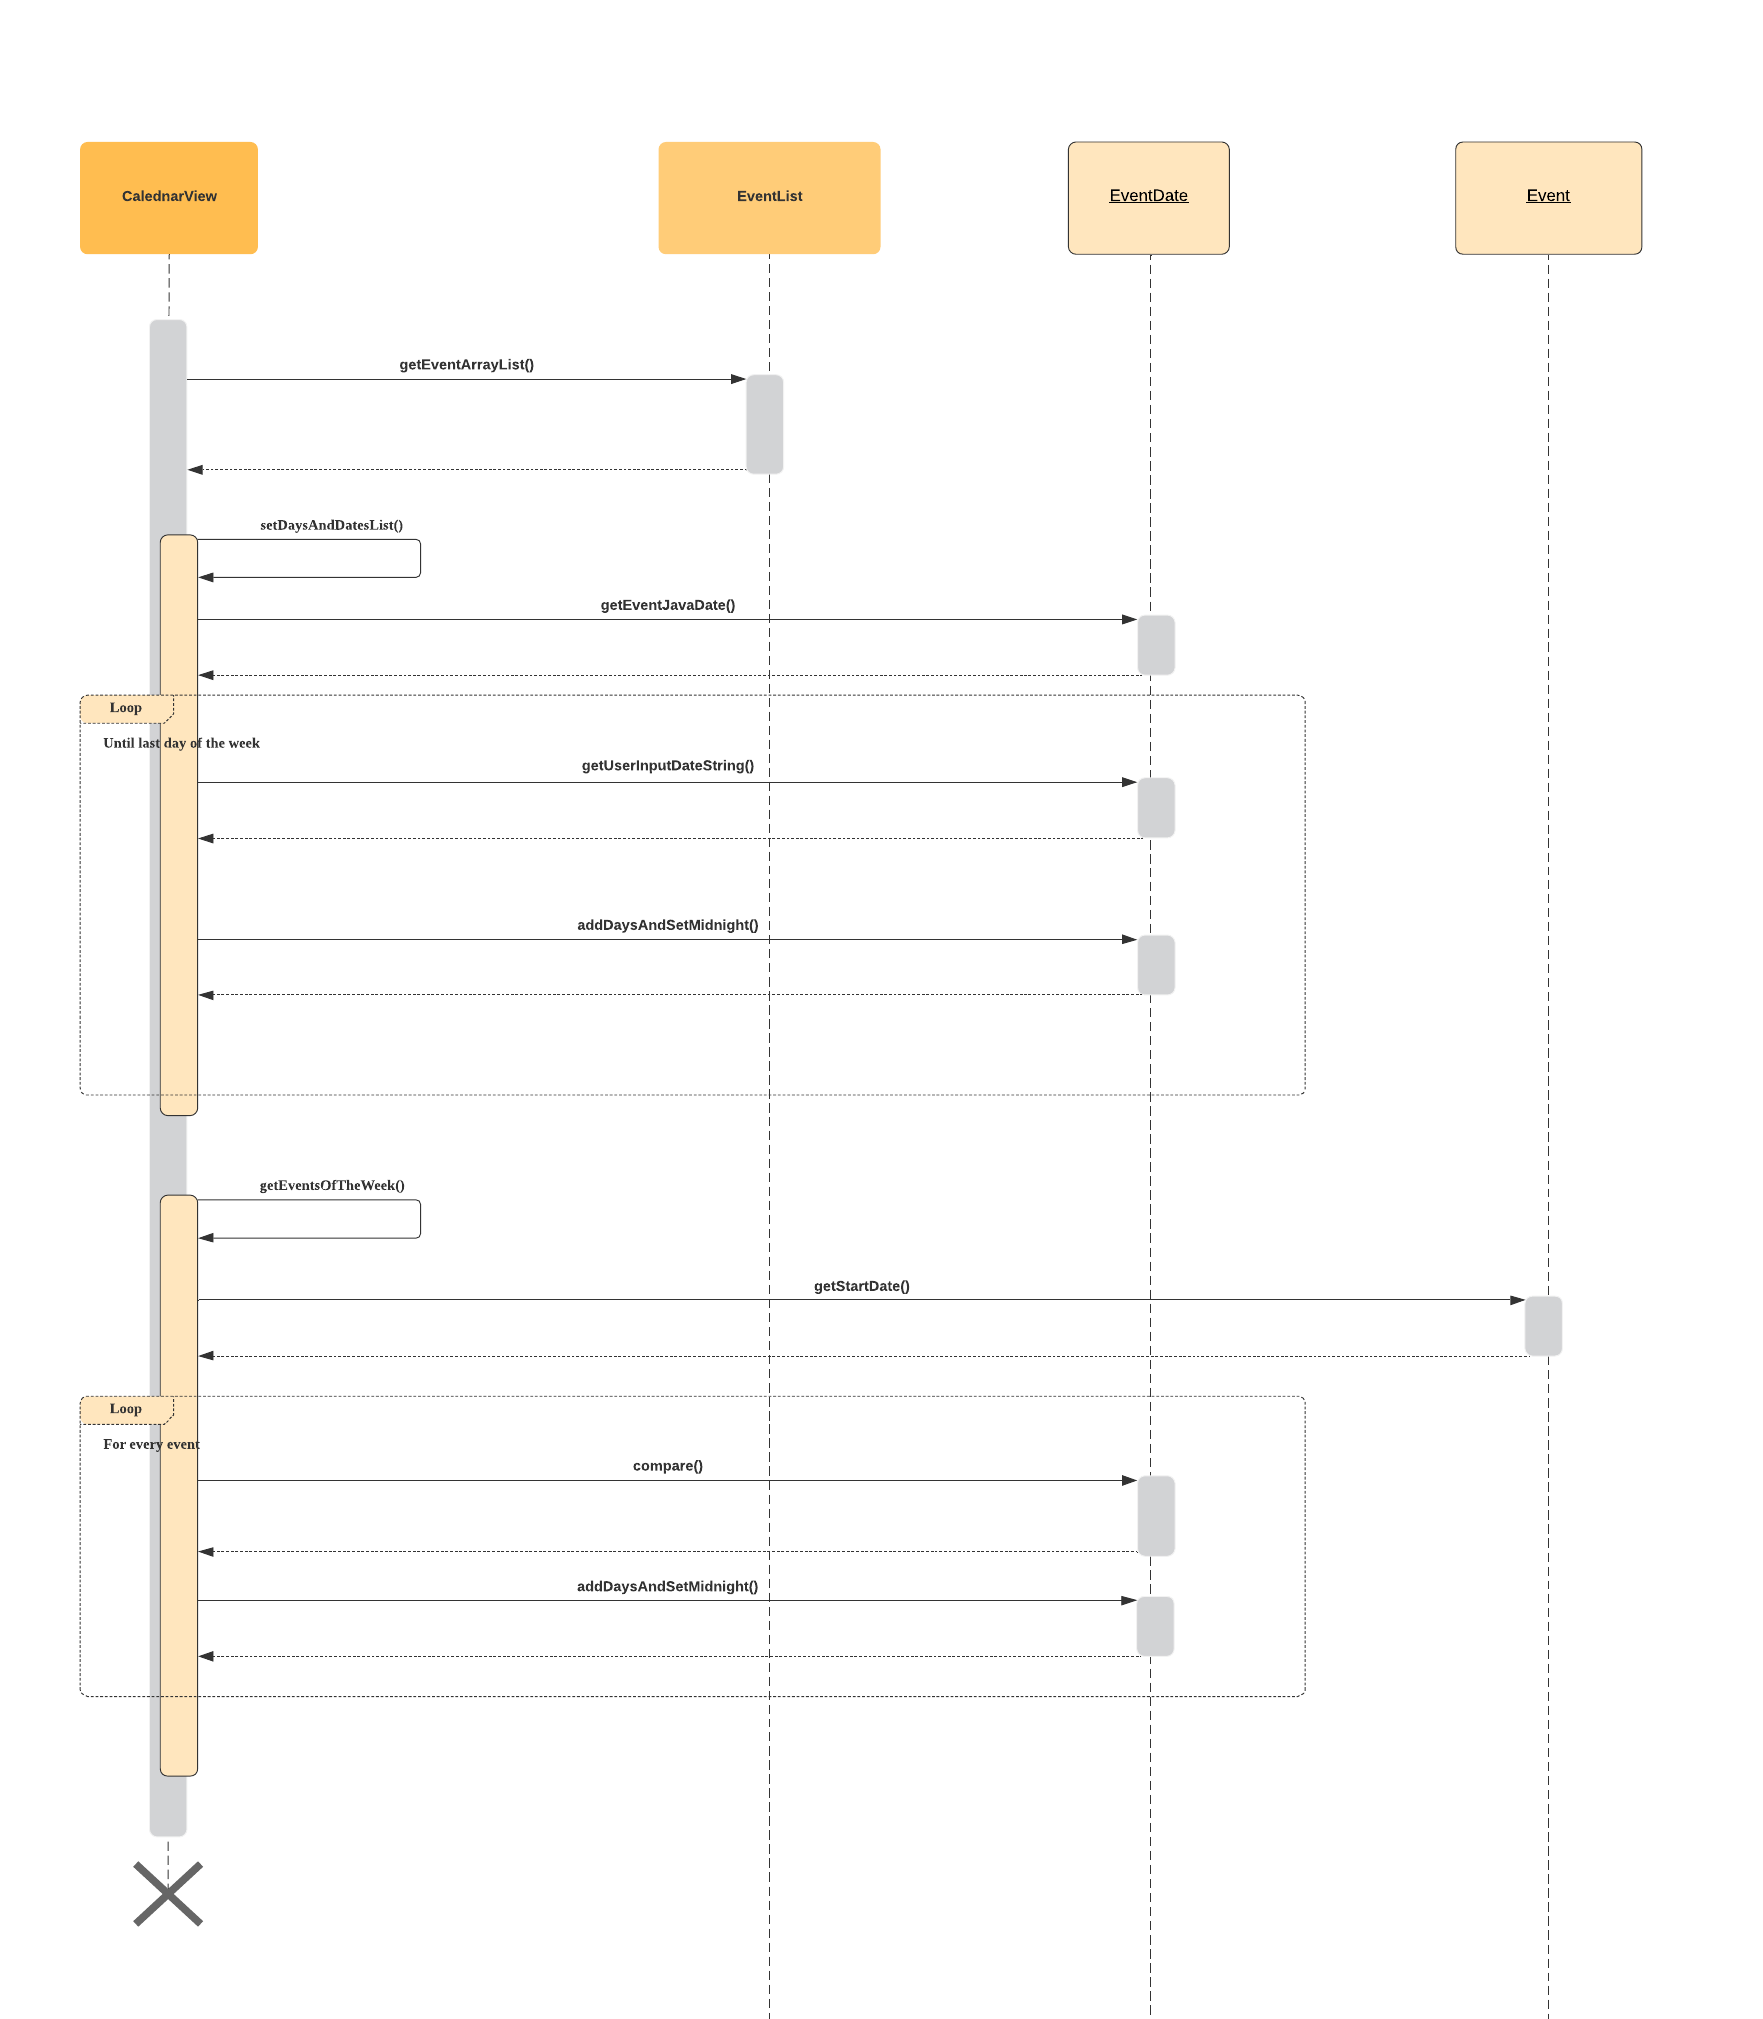 CalednarView
EventList
EventDate
Event
getEventArrayList()
setDaysAndDatesList()
getEventJavaDate()
Loop
Until last day of the week
getUserInputDateString()
addDaysAndSetMidnight()
getEventsOfTheWeek()
getStartDate()
Loop
For every event
compare()
addDaysAndSetMidnight()